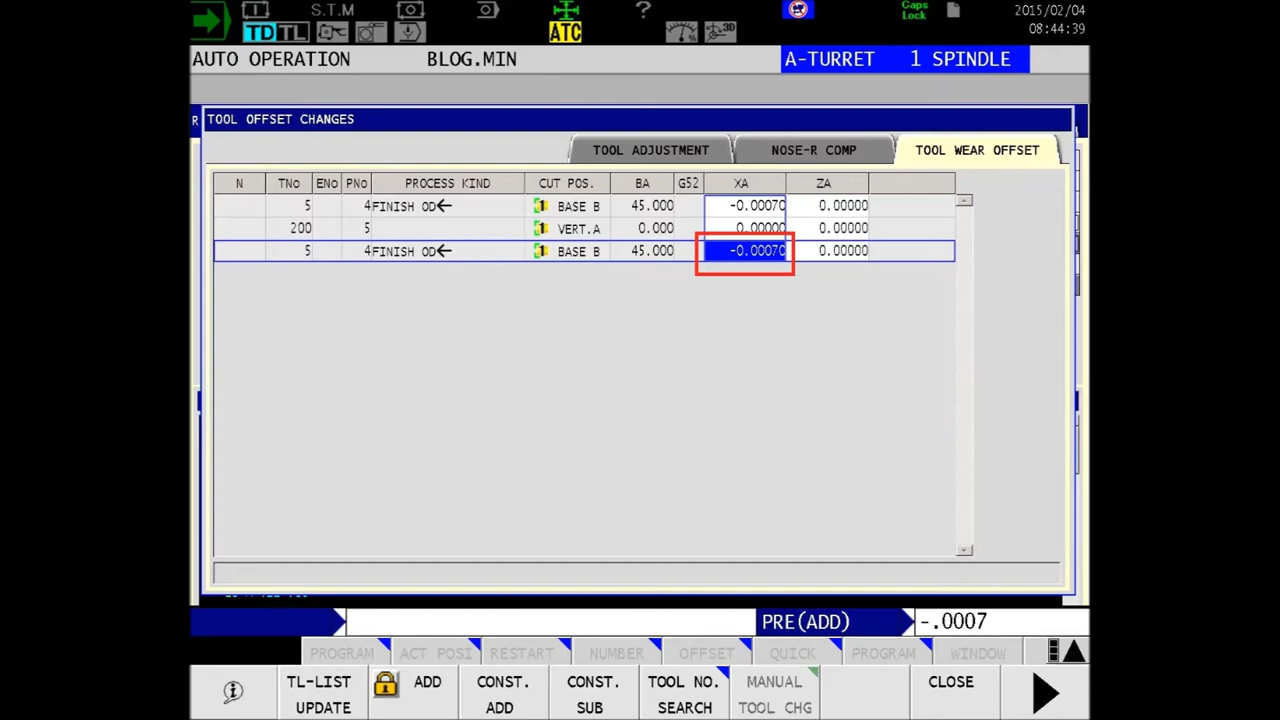 S.T.M ? Caps Lock 2015/02/04
TDTL ATC 3D 08:44:39
AUTO OPERATION BLOG.MIN A-TURRET 1 SPINDLE
R TOOL OFFSET CHANGES
TOOL ADJUSTMENT NOSE-R COMP TOOL WEAR OFFSET
N TNo ENo PNo PROCESS KIND CUT POS. BA G52 XA ZA
5 4 FINISH OD← 1 BASE B 45.000 -0.00070 0.00000
200 5 1 VERT.A 0.000 0.00000 0.00000
5 4 FINISH OD← 1 BASE B 45.000 -0.00070 0.00000
PRE(ADD) -.0007
PROGRAM ACT POSI RESTART NUMBER OFFSET QUICK PROGRAM WINDOW
TL-LIST UPDATE ADD CONST. ADD CONST. SUB TOOL NO. SEARCH MANUAL TOOL CHG CLOSE